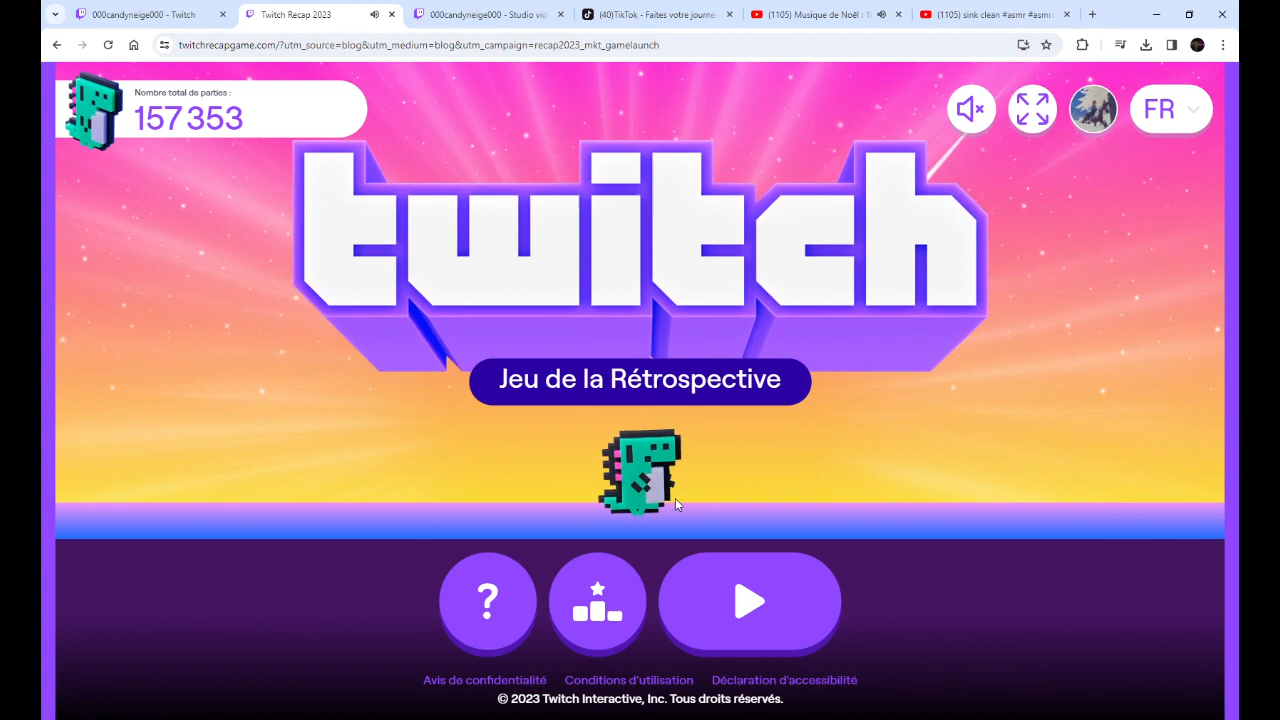 000candyneige000 - Twitch
Twitch Recap 2023
000candyneige000 - Studio vid
(40)TikTok - Faites votre journé
(1105) Musique de Noël : 1
(1105) sink clean #asmr #asmrs
twitchrecapgame.com/?utm_source=blog&utm_medium=blog&utm_campaign=recap2023_mkt_gamelaunch
Nombre total de parties :
157 353
FR
twitch
Jeu de la Rétrospective
?
Avis de confidentialité Conditions d'utilisation Déclaration d'accessibilité
© 2023 Twitch Interactive, Inc. Tous droits réservés.